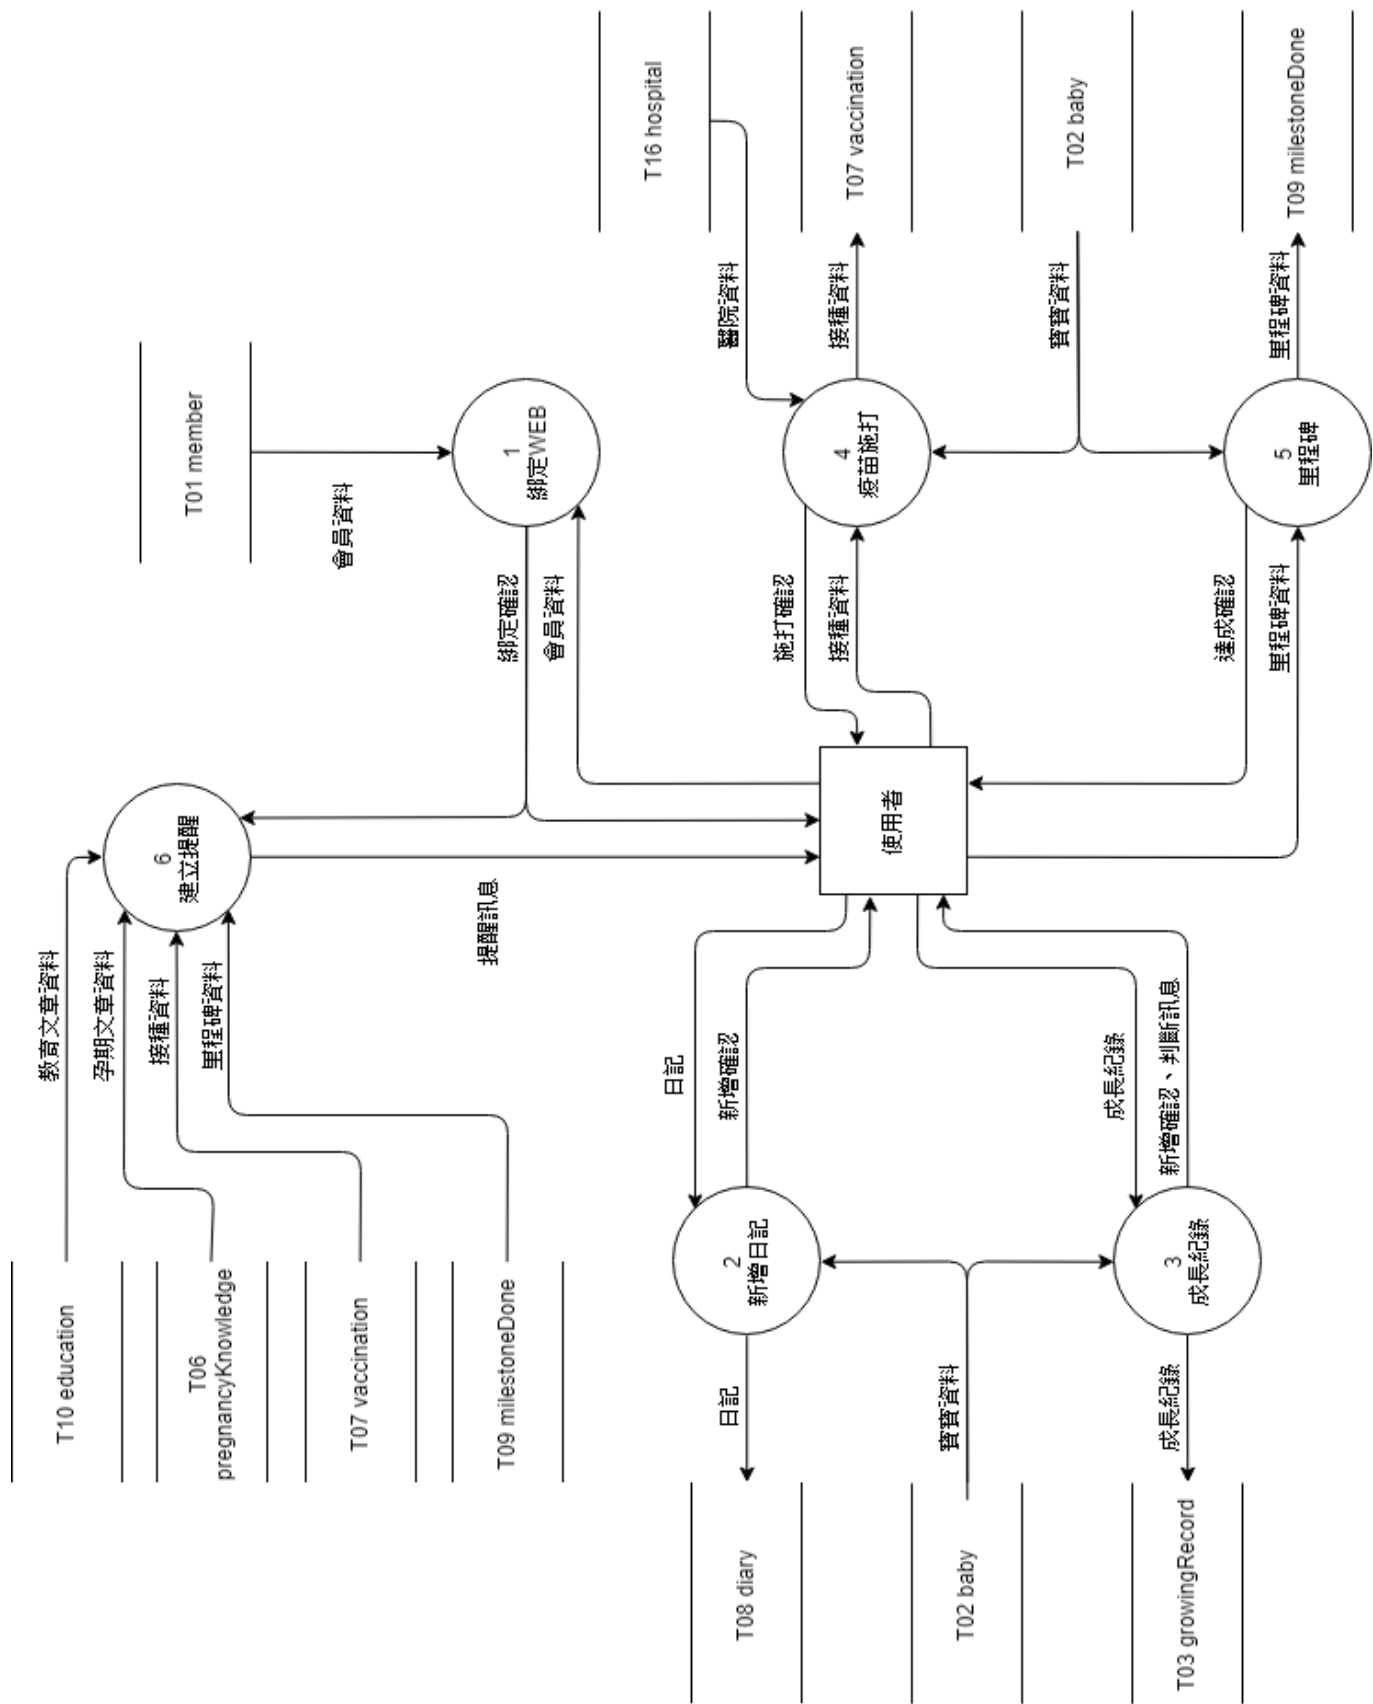 T10 education
T06
pregnancyKnowledge
T07 vaccination
T09 milestoneDone
教育文章資料
孕期文章資料
接種資料
里程碑資料
6
建立提醒
提醒訊息
T01 member
會員資料
1
綁定WEB
綁定確認
會員資料
T16 hospital
醫院資料
T07 vaccination
接種資料
4
疫苗施打
施打確認
接種資料
T02 baby
寶寶資料
T09 milestoneDone
里程碑資料
5
里程碑
達成確認
里程碑資料
使用者
日記
新增確認
2
新增日記
日記
T08 diary
寶寶資料
T02 baby
成長紀錄
新增確認、判斷訊息
3
成長紀錄
成長紀錄
T03 growingRecord